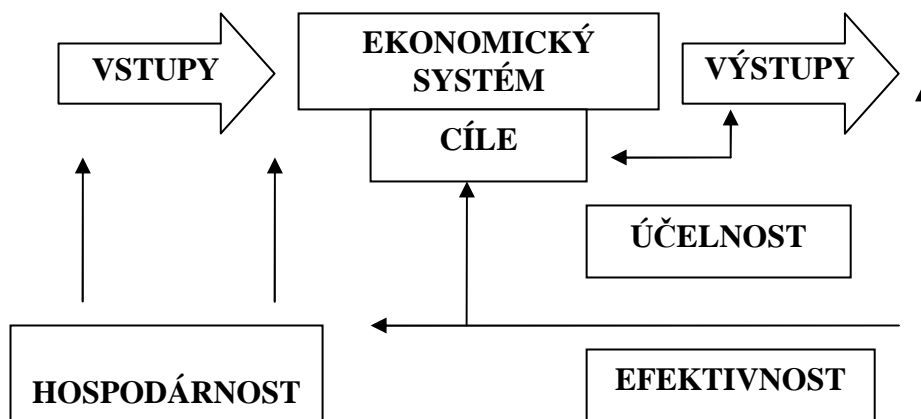 VSTUPY
EKONOMICKÝ
SYSTÉM
VÝSTUPY
CÍLE
ÚČELNOST
HOSPODÁRNOST
EFEKTIVNOST